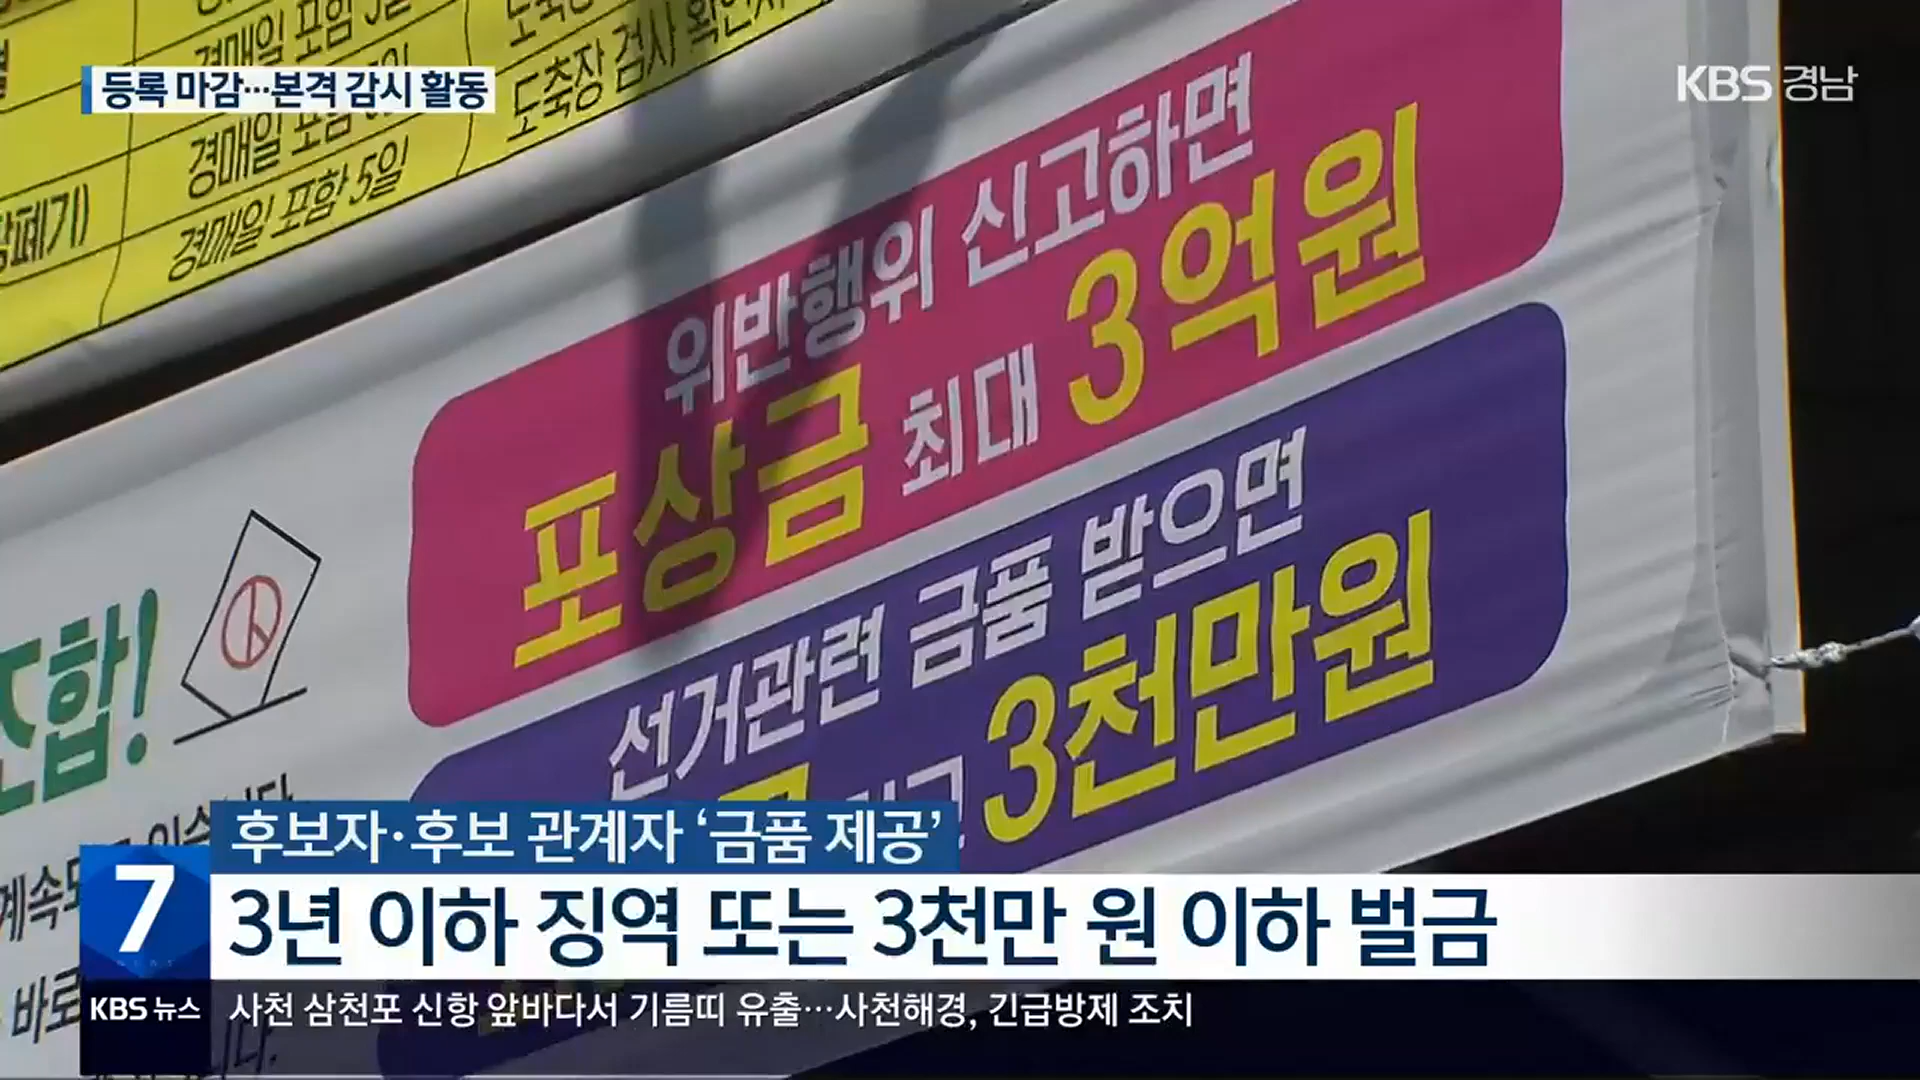 등록 마감…본격 감시 활동
KBS 경남
경매일 포함 5일
도축장 검사
경매일 포함
경매일 포함 5일
위반행위 신고하면
포상금 최대 3억원
선거관련 금품 받으면
3천만원
조합!
바로
후보자·후보 관계자 ‘금품 제공’
3년 이하 징역 또는 3천만 원 이하 벌금
7
KBS 뉴스
사천 삼천포 신항 앞바다서 기름띠 유출…사천해경, 긴급방제 조치